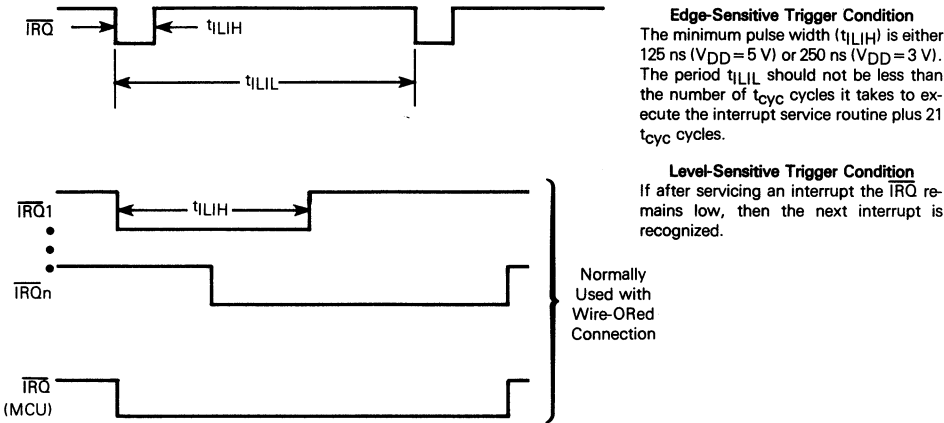 IRQ
tILIH
tILIL
Edge-Sensitive Trigger Condition
The minimum pulse width (tILIH) is either
125 ns (VDD=5 V) or 250 ns (VDD=3 V).
The period tILIL should not be less than
the number of tcyc cycles it takes to ex-
ecute the interrupt service routine plus 21
tcyc cycles.
Level-Sensitive Trigger Condition
If after servicing an interrupt the IRQ re-
mains low, then the next interrupt is
recognized.
IRQ1
tILIH
IRQn
Normally
Used with
Wire-ORed
Connection
IRQ
(MCU)